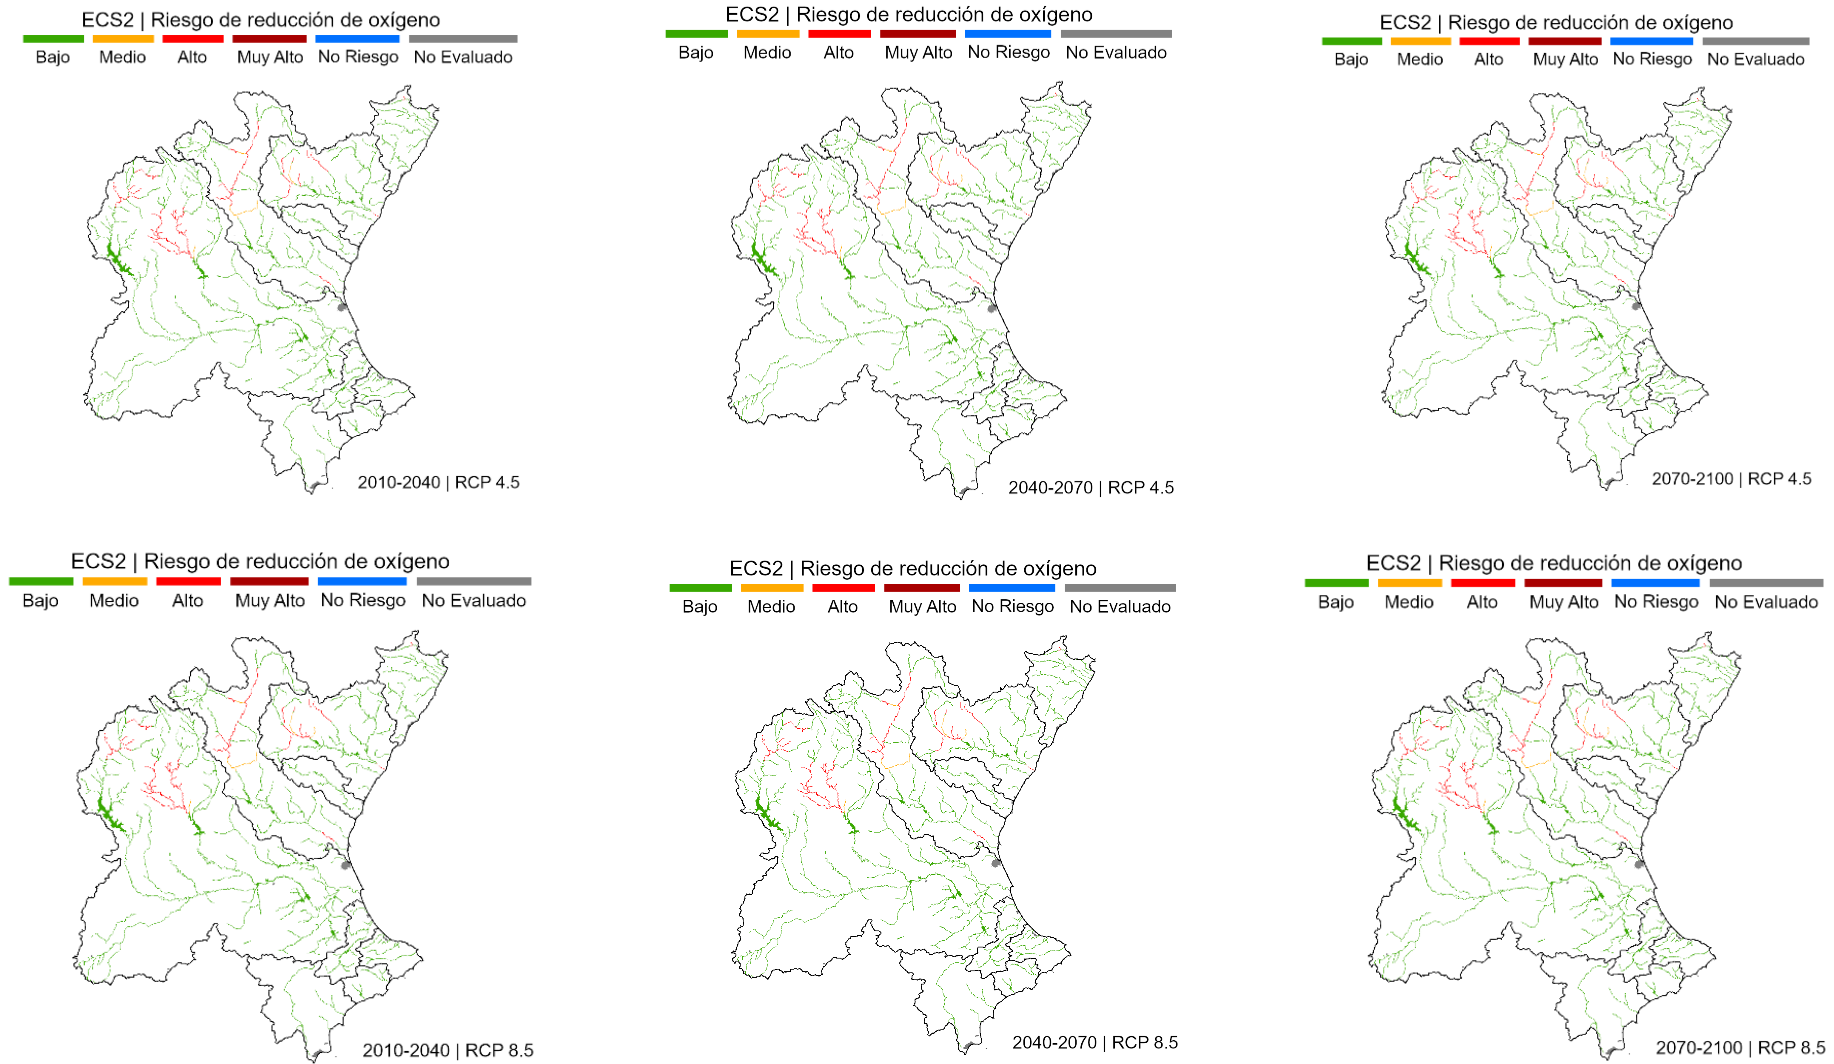 ECS2 | Riesgo de reducción de oxígeno
Bajo Medio Alto Muy Alto No Riesgo No Evaluado
2010-2040 | RCP 4.5
ECS2 | Riesgo de reducción de oxígeno
Bajo Medio Alto Muy Alto No Riesgo No Evaluado
2040-2070 | RCP 4.5
ECS2 | Riesgo de reducción de oxígeno
Bajo Medio Alto Muy Alto No Riesgo No Evaluado
2070-2100 | RCP 4.5
ECS2 | Riesgo de reducción de oxígeno
Bajo Medio Alto Muy Alto No Riesgo No Evaluado
2010-2040 | RCP 8.5
ECS2 | Riesgo de reducción de oxígeno
Bajo Medio Alto Muy Alto No Riesgo No Evaluado
2040-2070 | RCP 8.5
ECS2 | Riesgo de reducción de oxígeno
Bajo Medio Alto Muy Alto No Riesgo No Evaluado
2070-2100 | RCP 8.5